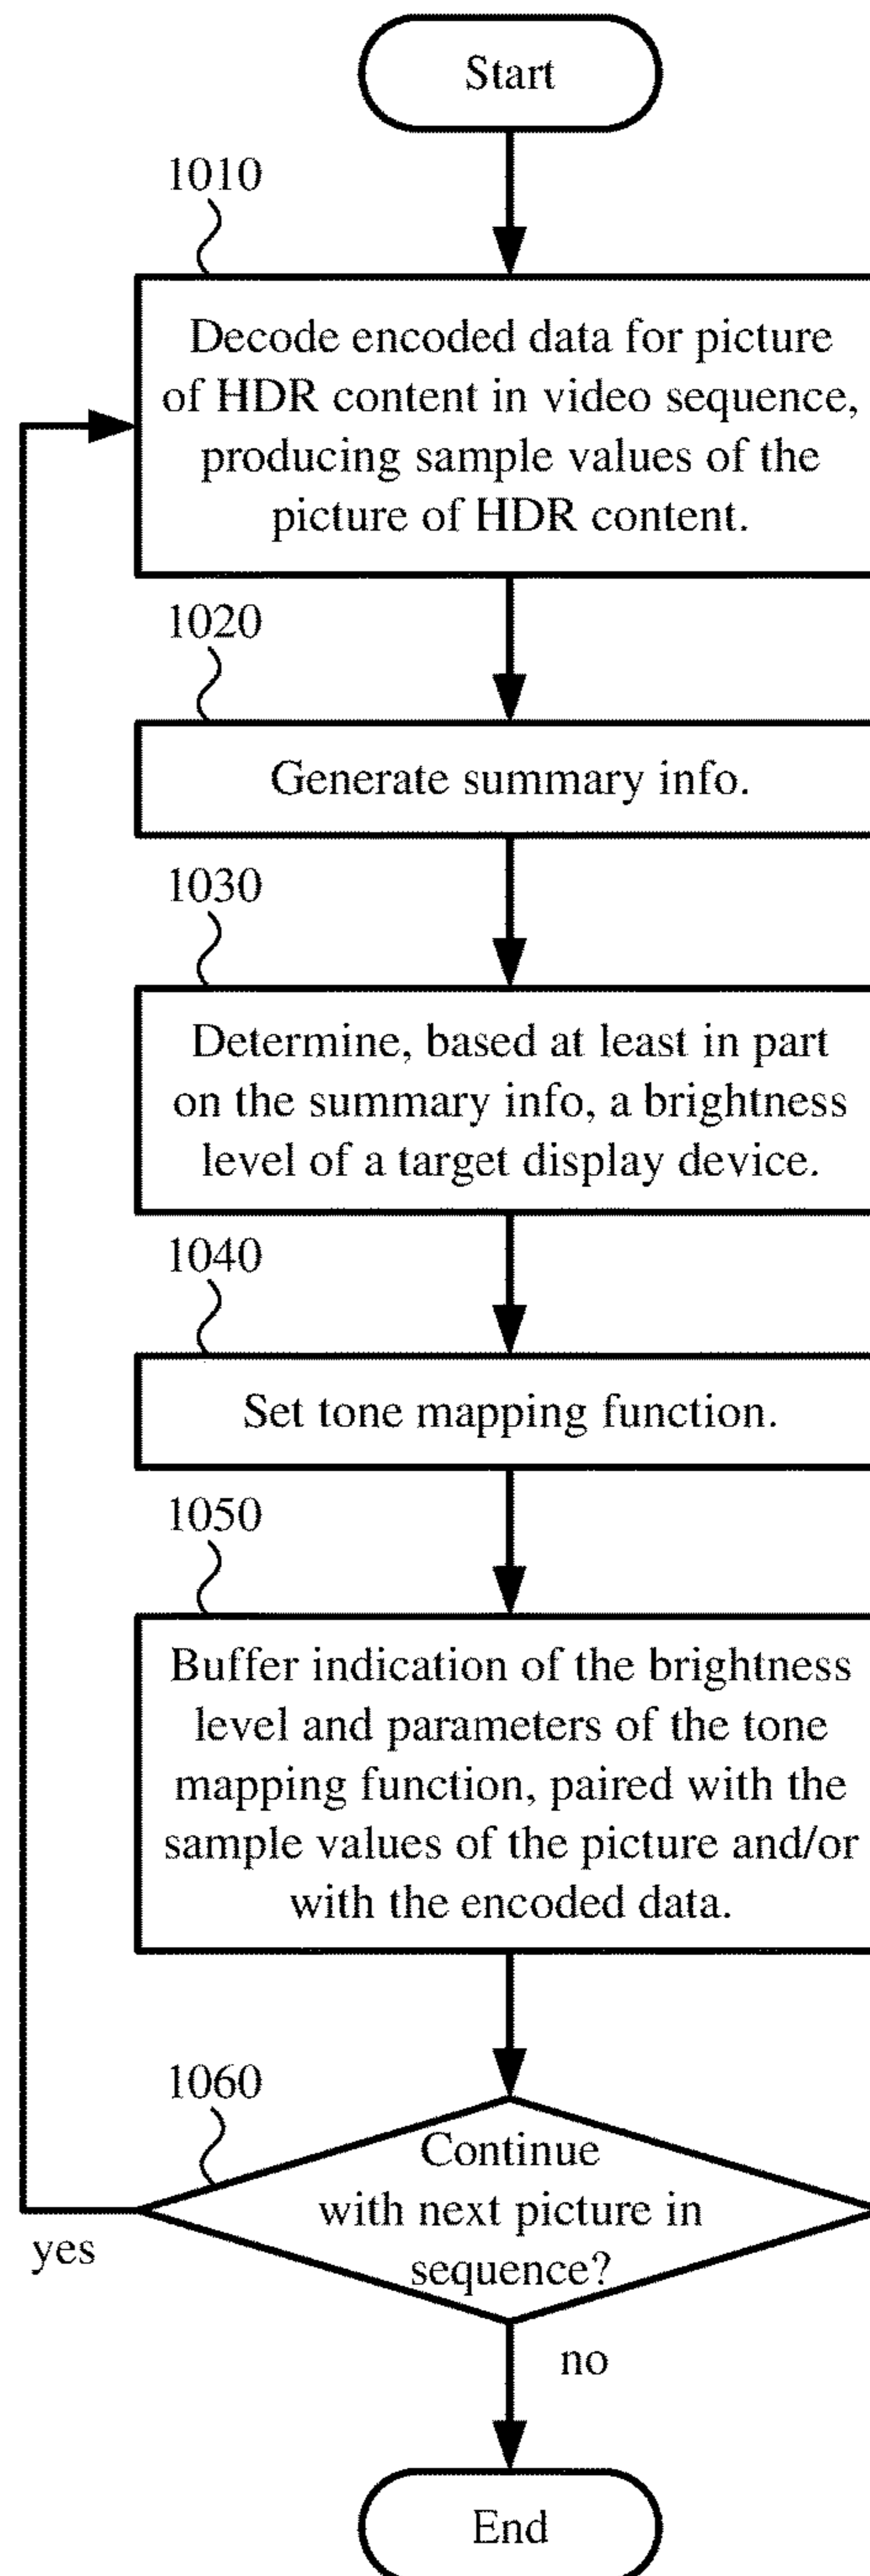 Start
1010
Decode encoded data for picture
of HDR content in video sequence,
producing sample values of the
picture of HDR content.
1020
Generate summary info.
1030
Determine, based at least in part
on the summary info, a brightness
level of a target display device.
1040
Set tone mapping function.
1050
Buffer indication of the brightness
level and parameters of the tone
mapping function, paired with the
sample values of the picture and/or
with the encoded data.
1060
Continue
with next picture in
sequence?
yes
no
End